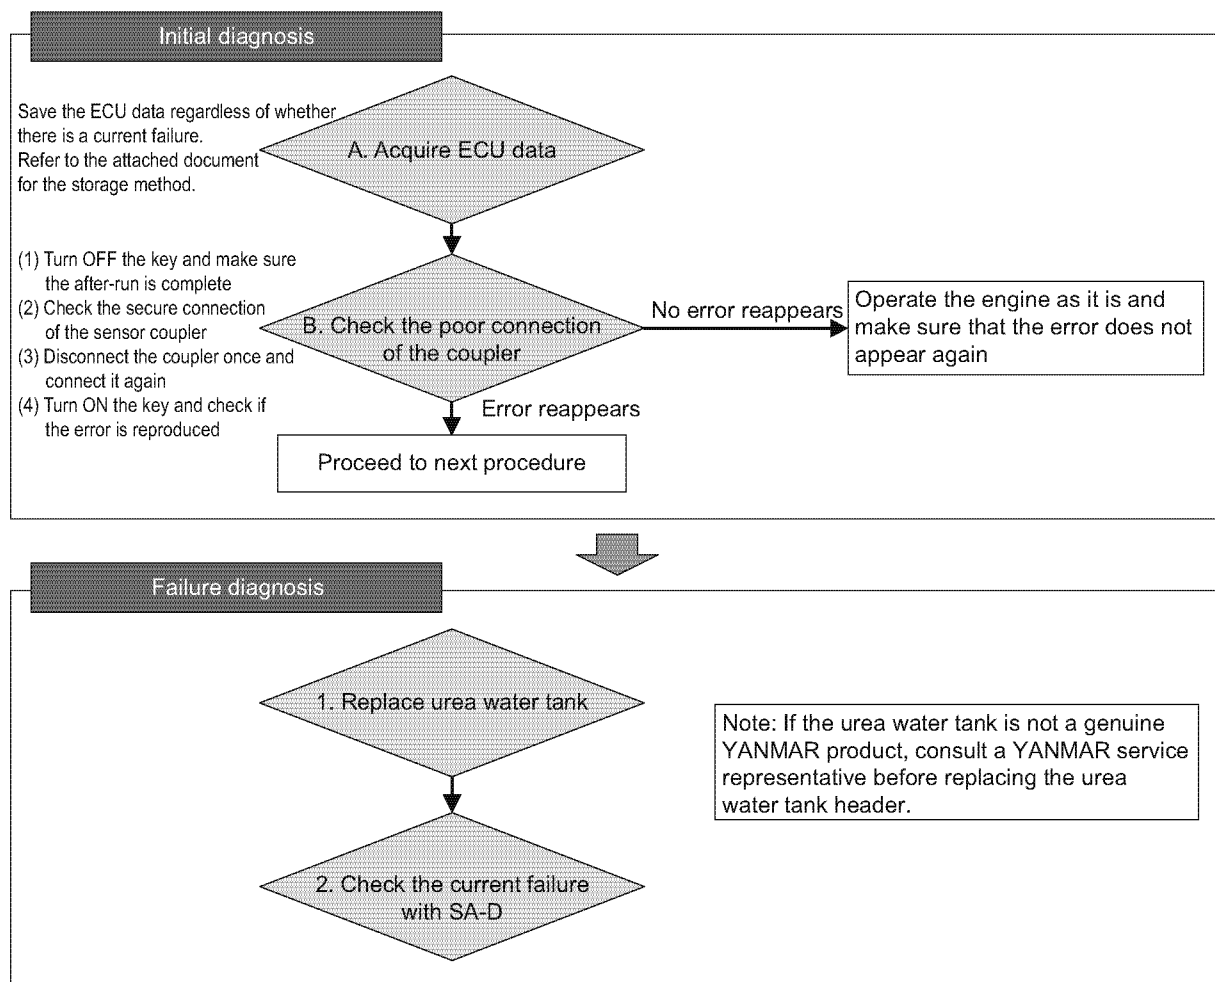 Initial diagnosis
Save the ECU data regardless of whether
there is a current failure.
Refer to the attached document
for the storage method.
A. Acquire ECU data
(1) Turn OFF the key and make sure
the after-run is complete
(2) Check the secure connection
of the sensor coupler
(3) Disconnect the coupler once and
connect it again
(4) Turn ON the key and check if
the error is reproduced
B. Check the poor connection
of the coupler
No error reappears
Operate the engine as it is and
make sure that the error does not
appear again
Error reappears
Proceed to next procedure
Failure diagnosis
1. Replace urea water tank
Note: If the urea water tank is not a genuine
YANMAR product, consult a YANMAR service
representative before replacing the urea
water tank header.
2. Check the current failure
with SA-D